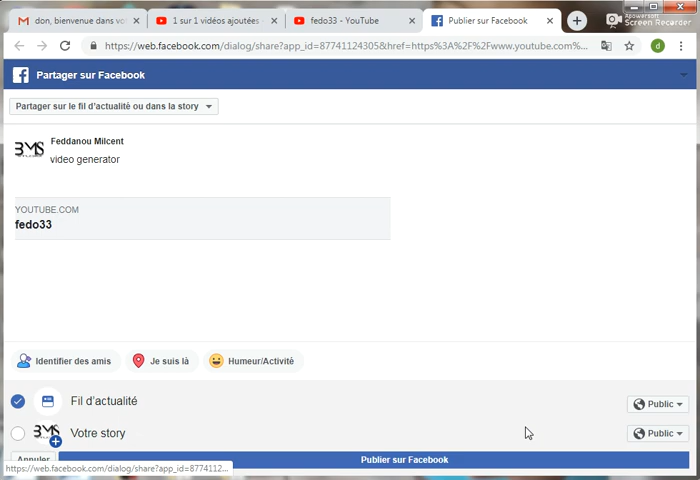 don, bienvenue dans vo
1 sur 1 vidéos ajoutées
fedo33 - YouTube
Publier sur Facebook
Apowersoft
Screen Recorder
https://web.facebook.com/dialog/share?app_id=87741124305&href=https%3A%2F%2Fwww.youtube.com%...
d
Partager sur Facebook
Partager sur le fil d'actualité ou dans la story
BMS
Feddanou Milcent
video generator
YOUTUBE.COM
fedo33
Identifier des amis
Je suis là
Humeur/Activité
Fil d'actualité
Public
BMS
Votre story
Public
Annuler
Publier sur Facebook
https://web.facebook.com/dialog/share?app_id=8774112...